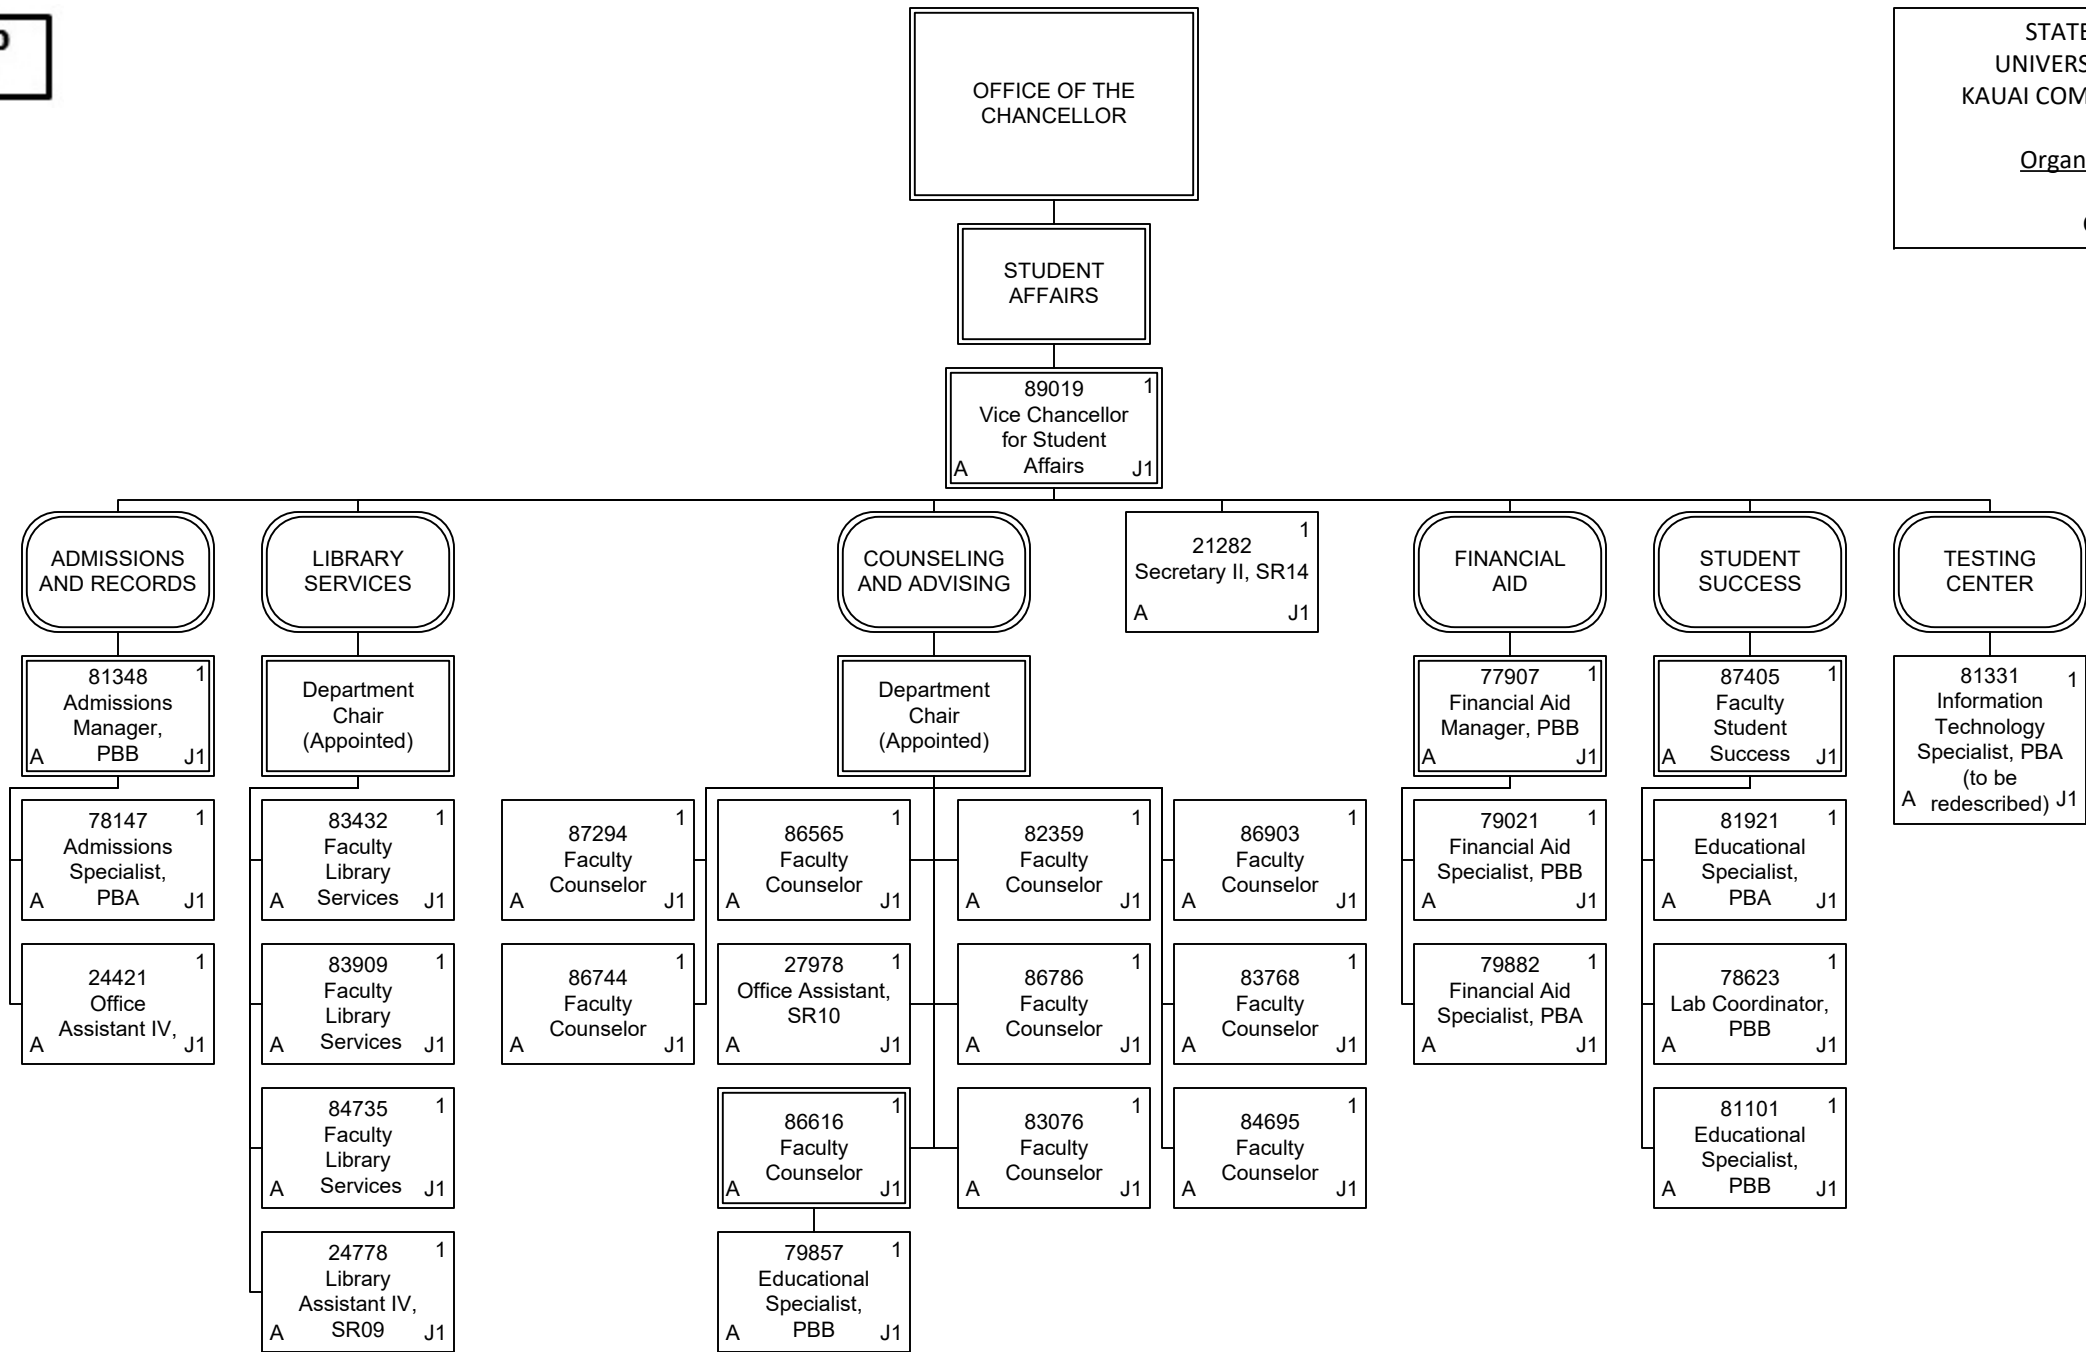 OFFICE OF THE
CHANCELLOR
STATE
UNIVERS
KAUAI COM
Organ
STUDENT
AFFAIRS
89019 1
Vice Chancellor
for Student
Affairs
A J1
ADMISSIONS
AND RECORDS
LIBRARY
SERVICES
COUNSELING
AND ADVISING
1
21282
Secretary II, SR14
A J1
FINANCIAL
AID
STUDENT
SUCCESS
TESTING
CENTER
81348 1
Admissions
Manager,
PBB
A J1
Department
Chair
(Appointed)
Department
Chair
(Appointed)
77907 1
Financial Aid
Manager, PBB
A J1
87405 1
Faculty
Student
Success
A J1
81331 1
Information
Technology
Specialist, PBA
(to be
redescribed)
A J1
78147 1
Admissions
Specialist,
PBA
A J1
83432 1
Faculty
Library
Services
A J1
87294 1
Faculty
Counselor
A J1
86565 1
Faculty
Counselor
A J1
82359 1
Faculty
Counselor
A J1
86903 1
Faculty
Counselor
A J1
79021 1
Financial Aid
Specialist, PBB
A J1
81921 1
Educational
Specialist,
PBA
A J1
24421 1
Office
Assistant IV,
A J1
83909 1
Faculty
Library
Services
A J1
86744 1
Faculty
Counselor
A J1
27978 1
Office Assistant,
SR10
A J1
86786 1
Faculty
Counselor
A J1
83768 1
Faculty
Counselor
A J1
79882 1
Financial Aid
Specialist, PBA
A J1
78623 1
Lab Coordinator,
PBB
A J1
84735 1
Faculty
Library
Services
A J1
86616 1
Faculty
Counselor
A J1
83076 1
Faculty
Counselor
A J1
84695 1
Faculty
Counselor
A J1
81101 1
Educational
Specialist,
PBB
A J1
24778 1
Library
Assistant IV,
SR09
A J1
79857 1
Educational
Specialist,
PBB
A J1